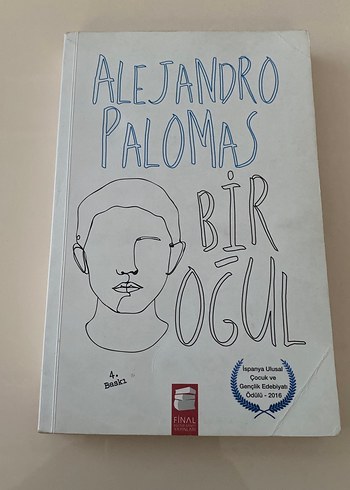 ALEJANDRO
PALOMAS
BİR
OĞUL
4.
Baskı
İspanya Ulusal
Çocuk ve
Gençlik Edebiyatı
Ödülü - 2016
FİNAL